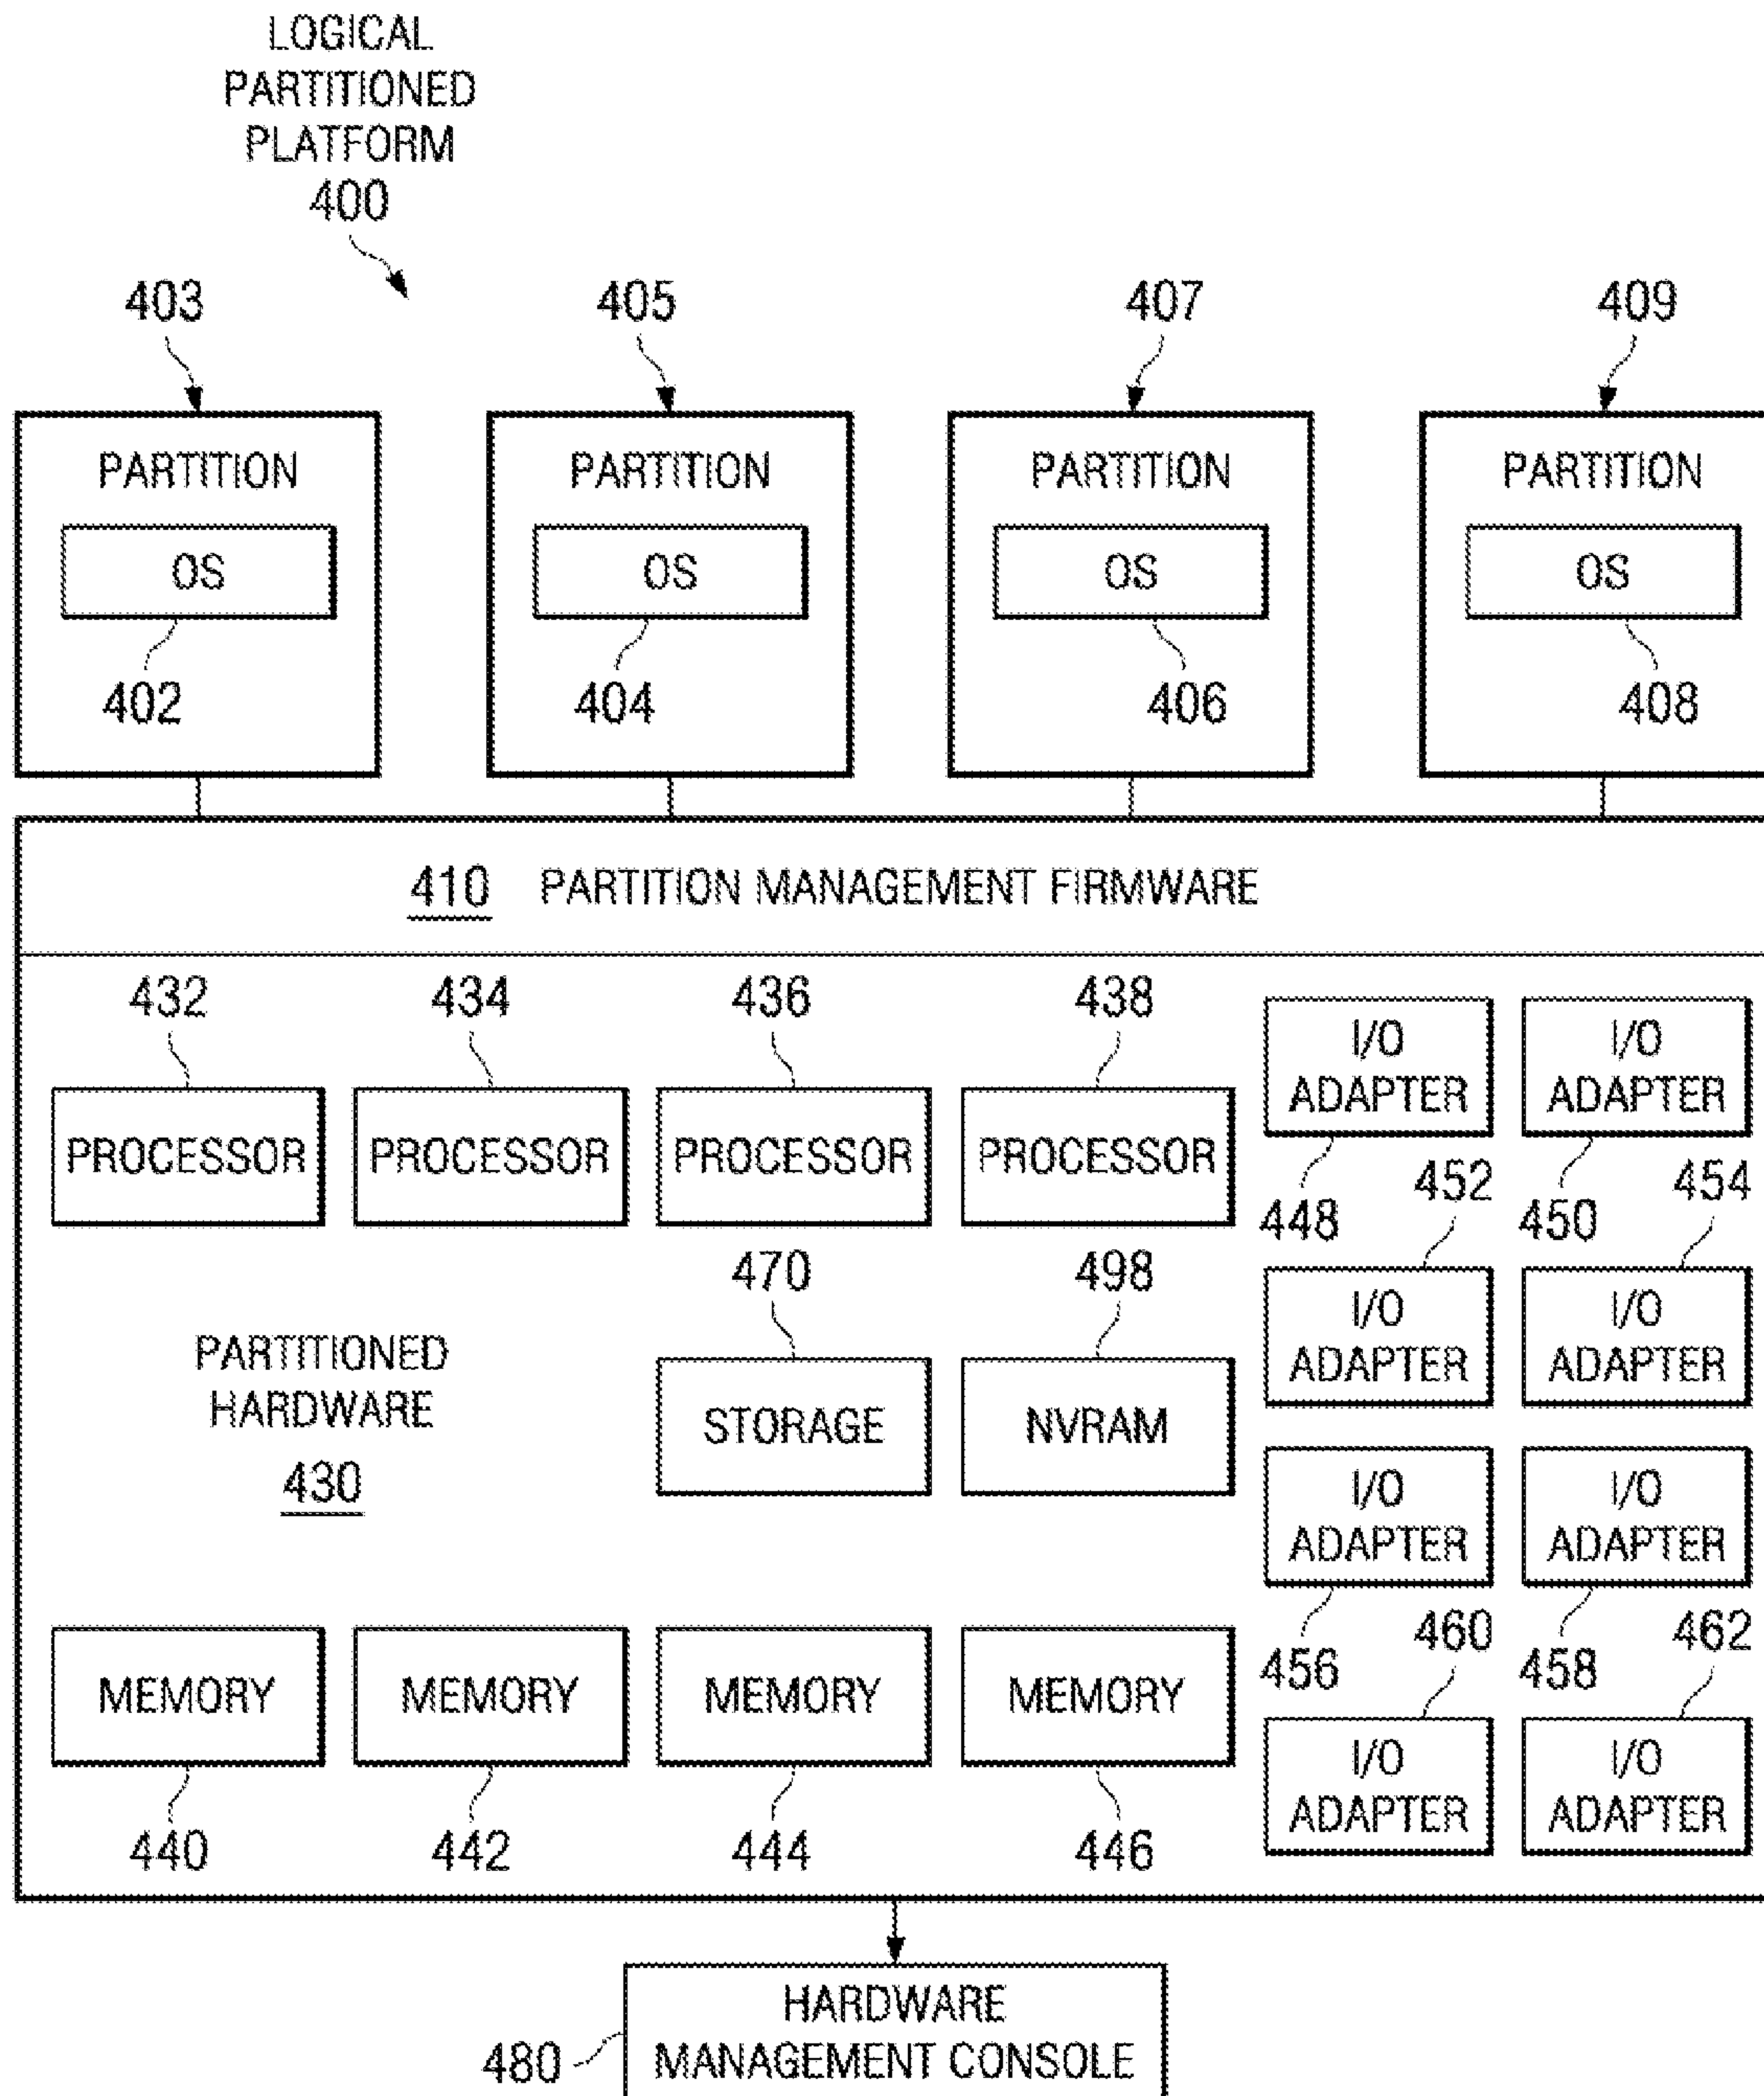 LOGICAL
PARTITIONED
PLATFORM
400
403 405 407 409
PARTITION PARTITION PARTITION PARTITION
OS OS OS OS
402 404 406 408
410 PARTITION MANAGEMENT FIRMWARE
432 434 436 438
I/O ADAPTER I/O ADAPTER
PROCESSOR PROCESSOR PROCESSOR PROCESSOR
448 452 450 454
470 498
I/O ADAPTER I/O ADAPTER
PARTITIONED
HARDWARE
430
STORAGE NVRAM
I/O ADAPTER I/O ADAPTER
456 460 458 462
MEMORY MEMORY MEMORY MEMORY
I/O ADAPTER I/O ADAPTER
440 442 444 446
HARDWARE
480 MANAGEMENT CONSOLE